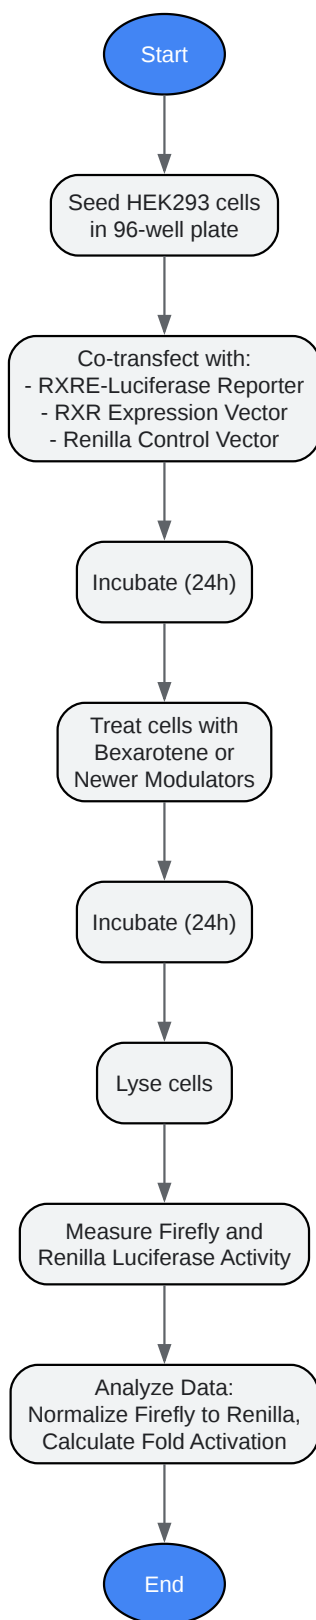 Start
Seed HEK293 cells
in 96-well plate
Co-transfect with:
- RXRE-Luciferase Reporter
- RXR Expression Vector
- Renilla Control Vector
Incubate (24h)
Treat cells with
Bexarotene or
Newer Modulators
Incubate (24h)
Lyse cells
Measure Firefly and
Renilla Luciferase Activity
Analyze Data:
Normalize Firefly to Renilla,
Calculate Fold Activation
End